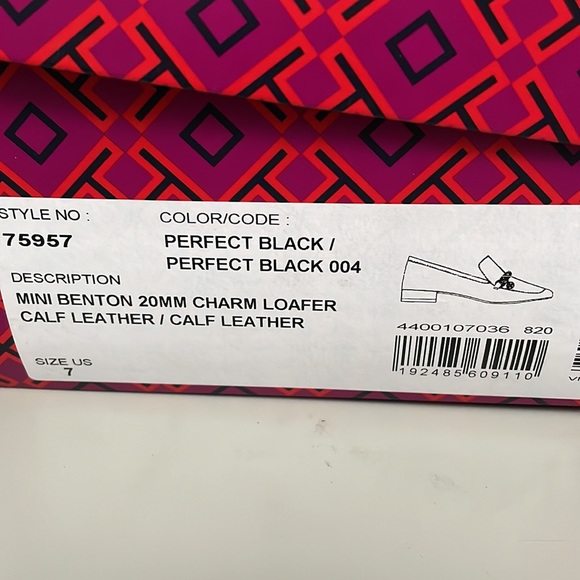 STYLE NO :
75957
COLOR/CODE :
PERFECT BLACK /
PERFECT BLACK 004
DESCRIPTION
MINI BENTON 20MM CHARM LOAFER
CALF LEATHER / CALF LEATHER
SIZE US
7
4400107036 820
192485609110